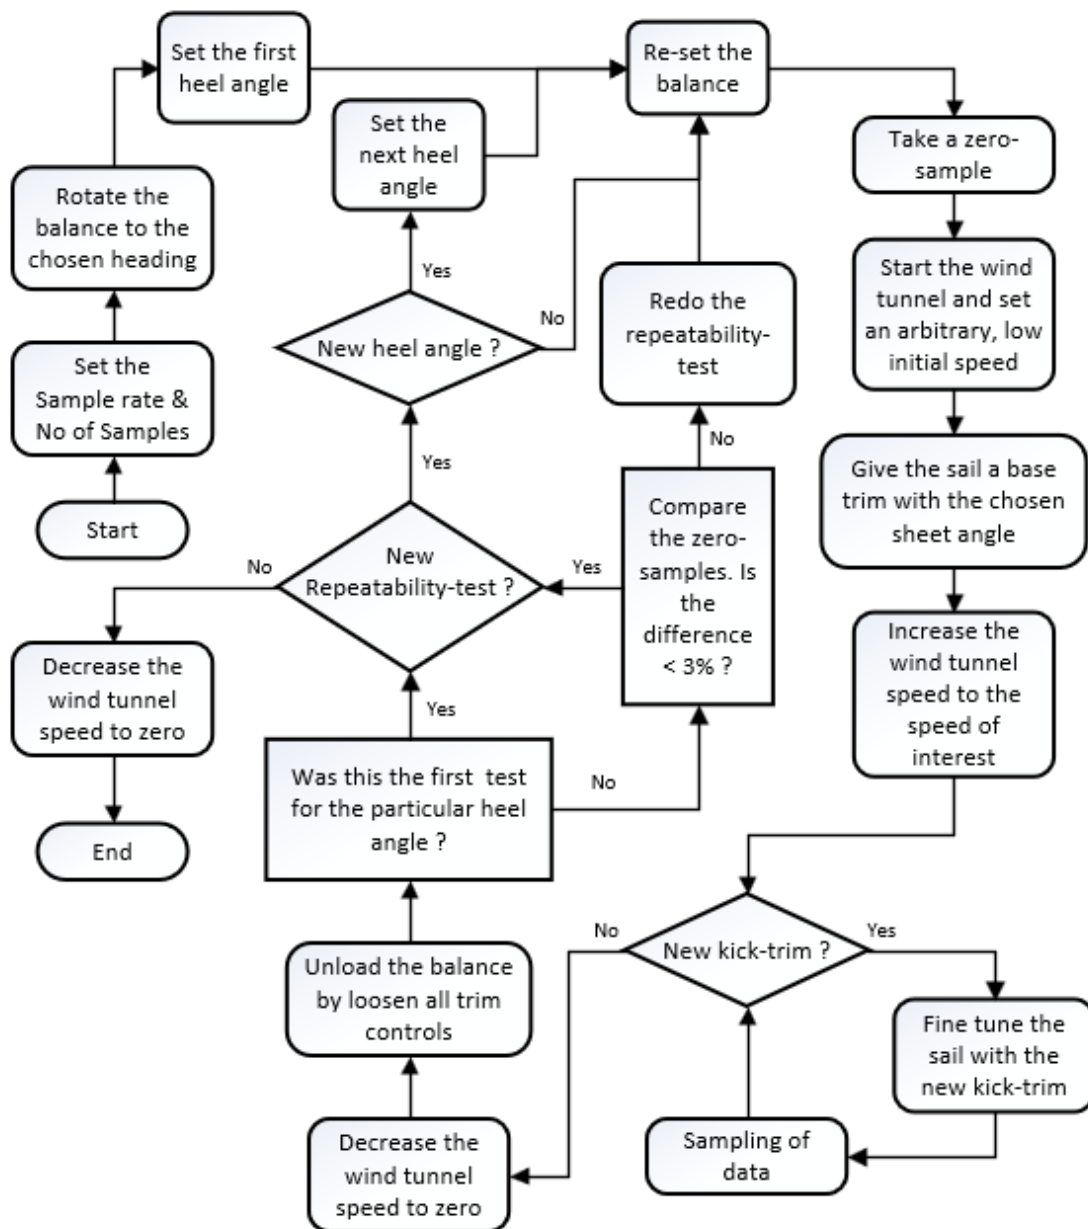 Set the first
heel angle
Re-set the
balance
Set the
next heel
angle
Take a zero-
sample
Rotate the
balance to the
chosen heading
Yes
No
Redo the
repeatability-
test
Start the wind
tunnel and set
an arbitrary, low
initial speed
New heel angle ?
Set the
Sample rate &
No of Samples
Yes
No
Give the sail a base
trim with the chosen
sheet angle
Start
Compare
the zero-
samples. Is
the
difference
< 3% ?
New
Repeatability-test ?
No
Yes
Decrease the
wind tunnel
speed to zero
Increase the
wind tunnel
speed to the
speed of
interest
Yes
Was this the first  test
for the particular heel
angle ?
No
End
No
Yes
New kick-trim ?
Unload the balance
by loosen all trim
controls
Fine tune the
sail with the
new kick-trim
Decrease the
wind tunnel
speed to zero
Sampling of
data